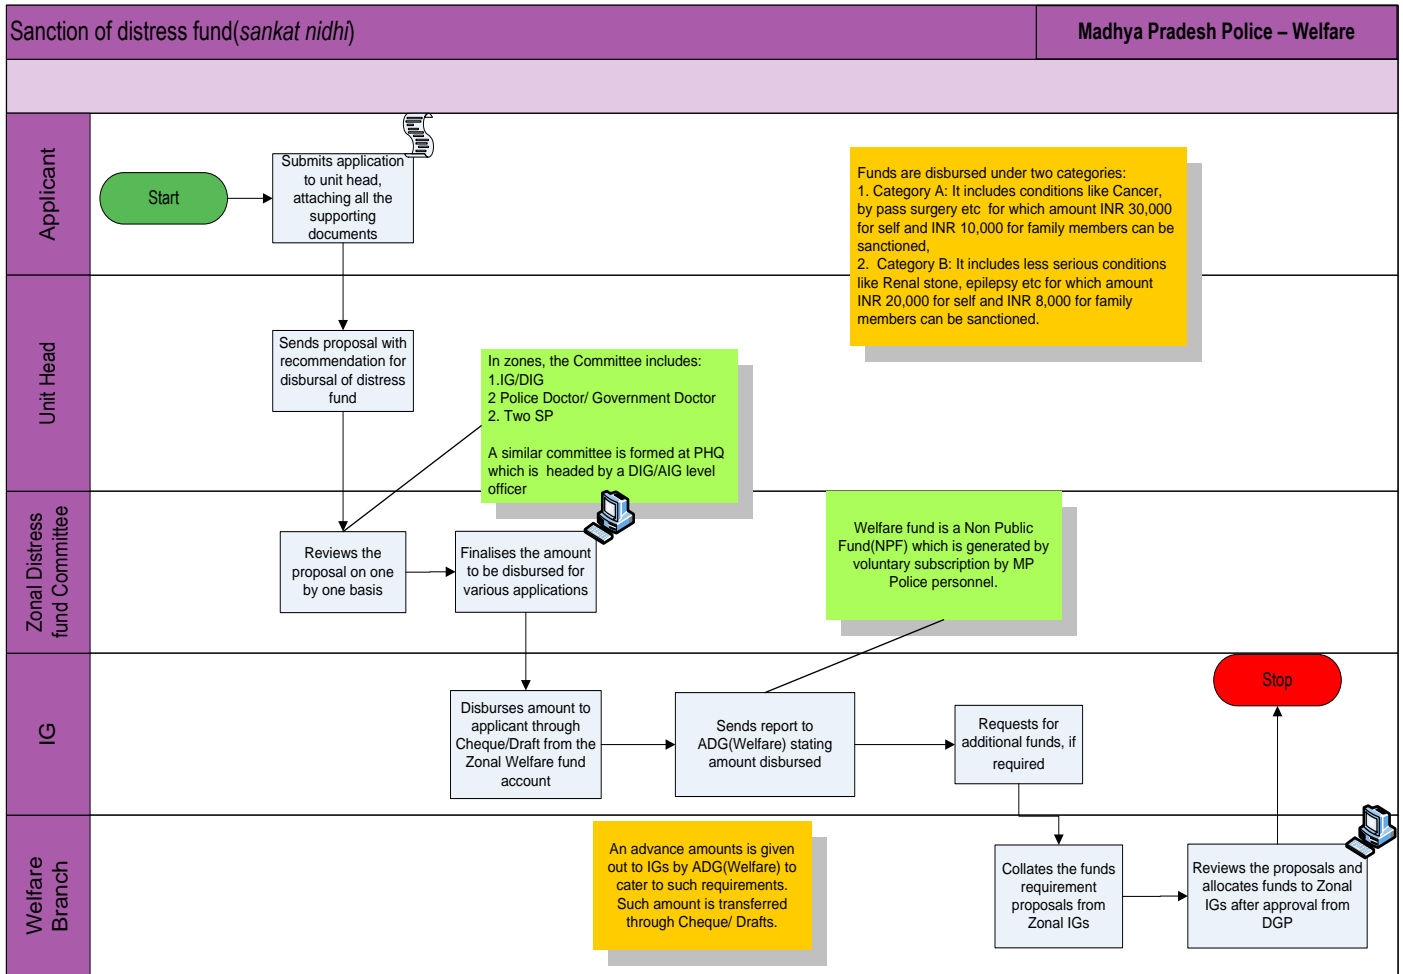 Sanction of distress fund(sankat nidhi)
Madhya Pradesh Police – Welfare
Applicant
Start
Submits application
to unit head,
attaching all the
supporting
documents
Funds are disbursed under two categories:
1. Category A: It includes conditions like Cancer,
by pass surgery etc for which amount INR 30,000
for self and INR 10,000 for family members can be
sanctioned,
2. Category B: It includes less serious conditions
like Renal stone, epilepsy etc for which amount
INR 20,000 for self and INR 8,000 for family
members can be sanctioned.
Unit Head
Sends proposal with
recommendation for
disbursal of distress
fund
In zones, the Committee includes:
1.IG/DIG
2 Police Doctor/ Government Doctor
2. Two SP
A similar committee is formed at PHQ
which is headed by a DIG/AIG level
officer
Zonal Distress
fund Committee
Reviews the
proposal on one
by one basis
Finalises the amount
to be disbursed for
various applications
Welfare fund is a Non Public
Fund(NPF) which is generated by
voluntary subscription by MP
Police personnel.
IG
Disburses amount to
applicant through
Cheque/Draft from the
Zonal Welfare fund
account
Sends report to
ADG(Welfare) stating
amount disbursed
Requests for
additional funds, if
required
Stop
Welfare
Branch
An advance amounts is given
out to IGs by ADG(Welfare) to
cater to such requirements.
Such amount is transferred
through Cheque/ Drafts.
Collates the funds
requirement
proposals from
Zonal IGs
Reviews the proposals and
allocates funds to Zonal
IGs after approval from
DGP